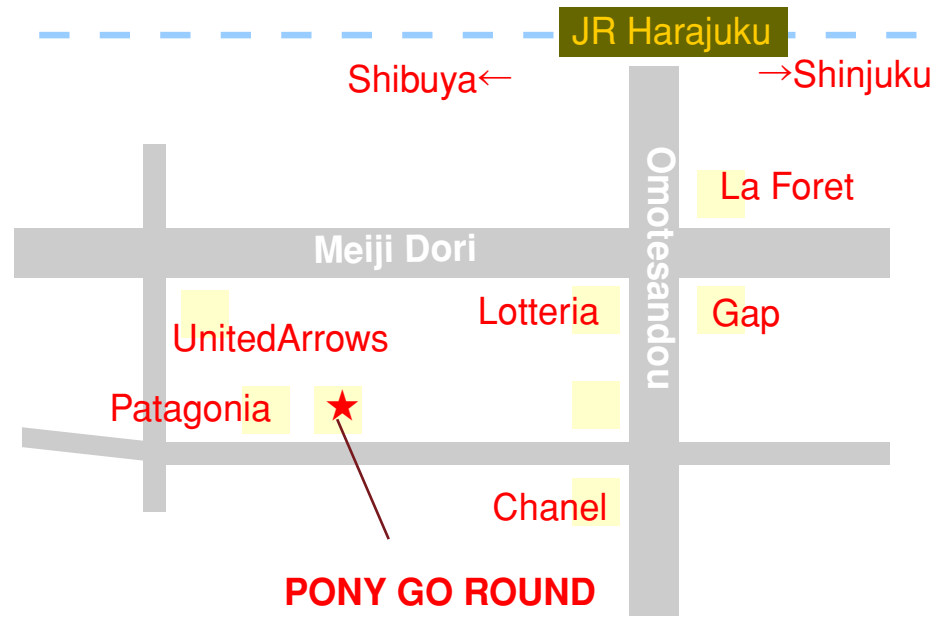 JR Harajuku
Shibuya←
→Shinjuku
La Foret
Omotesandou
Meiji Dori
Lotteria
Gap
UnitedArrows
Patagonia
★
Chanel
PONY GO ROUND